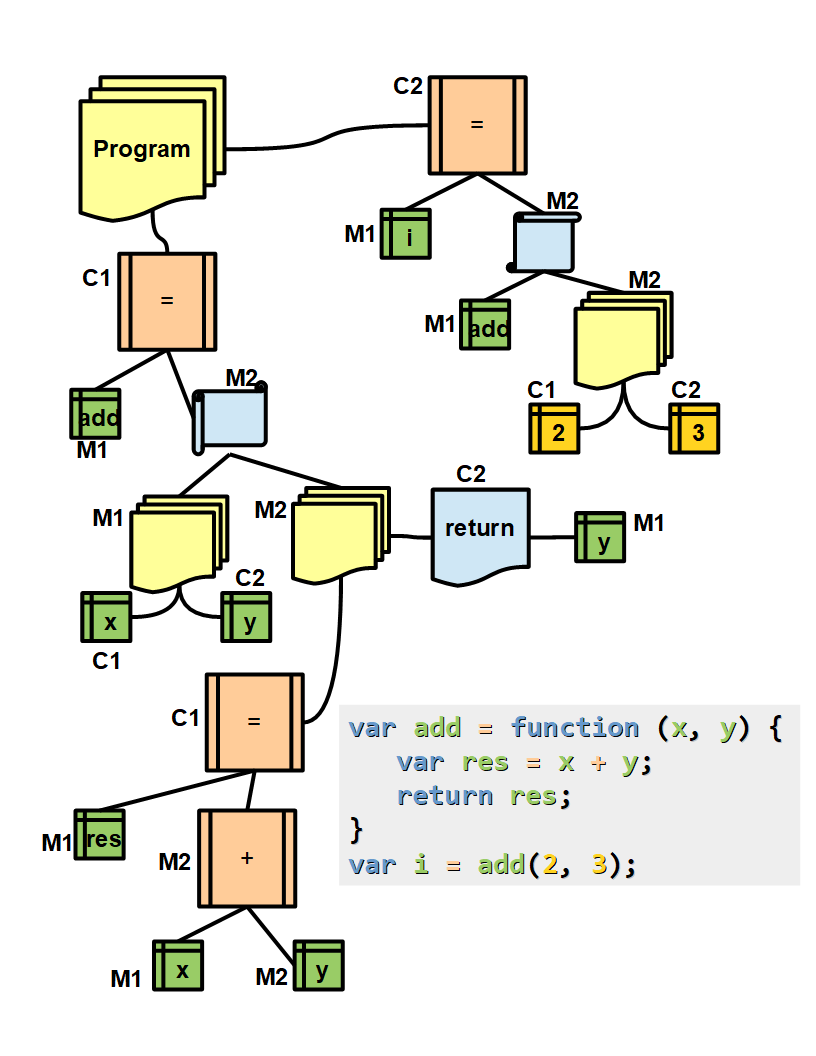 C2
=
Program
M2
M1
i
C1
=
M2
M1
add
M2
add
M1
C1
C2
2
3
C2
M1
M2
return
M1
y
C2
x
y
C1
C1
=
var add = function (x, y) {
var res = x + y;
return res;
}
var i = add(2, 3);
M1
res
M2
+
M1
x
M2
y